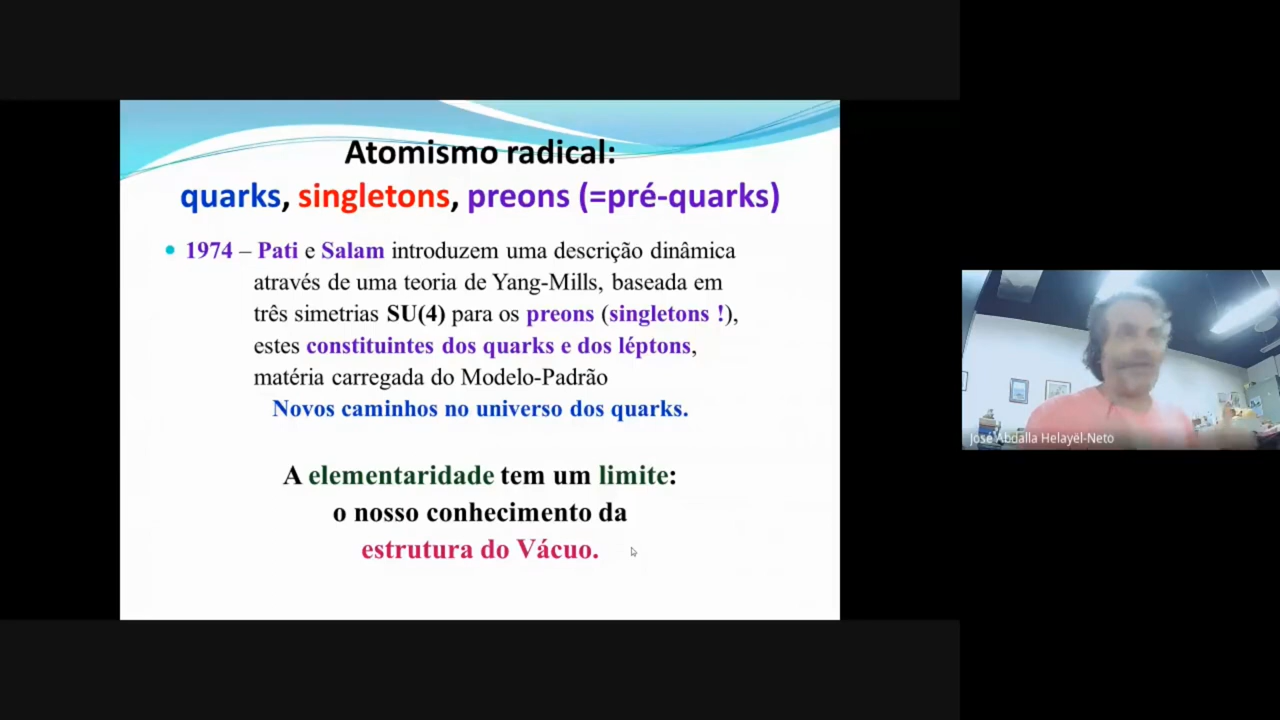 Atomismo radical:
quarks, singletons, preons (=pré-quarks)
1974 – Pati e Salam introduzem uma descrição dinâmica
através de uma teoria de Yang-Mills, baseada em
três simetrias SU(4) para os preons (singletons !),
estes constituintes dos quarks e dos léptons,
matéria carregada do Modelo-Padrão
Novos caminhos no universo dos quarks.
A elementaridade tem um limite:
o nosso conhecimento da
estrutura do Vácuo.
José Abdalla Helayël-Neto